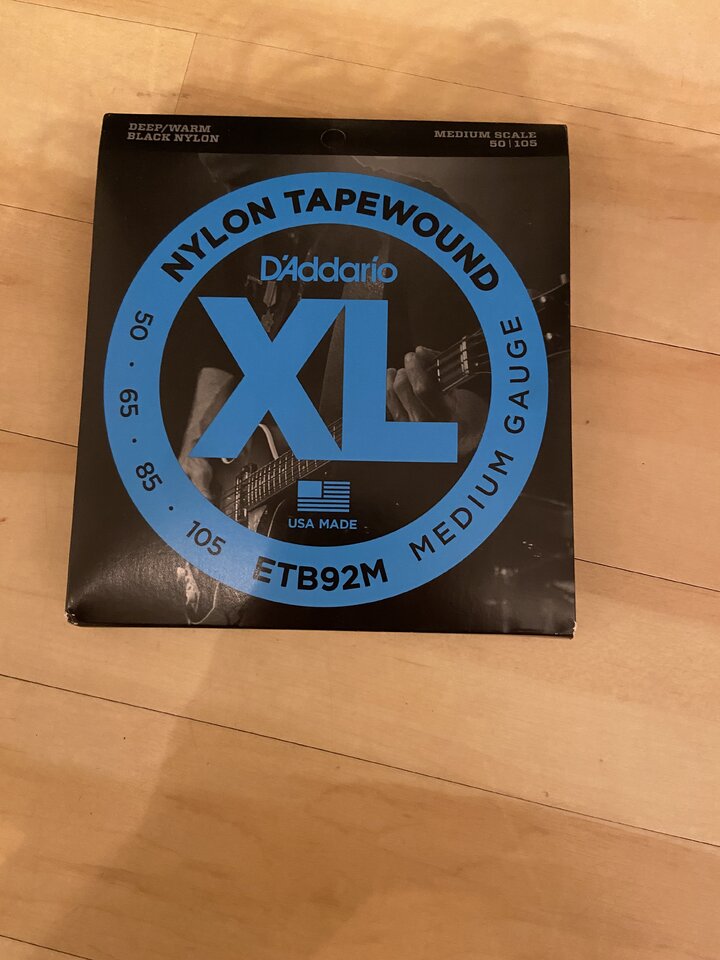 DEEP/WARM
BLACK NYLON
MEDIUM SCALE
50 | 105
NYLON TAPEWOUND
D'Addario
XL
USA MADE
50 · 65 · 85 · 105
ETB92M
MEDIUM GAUGE